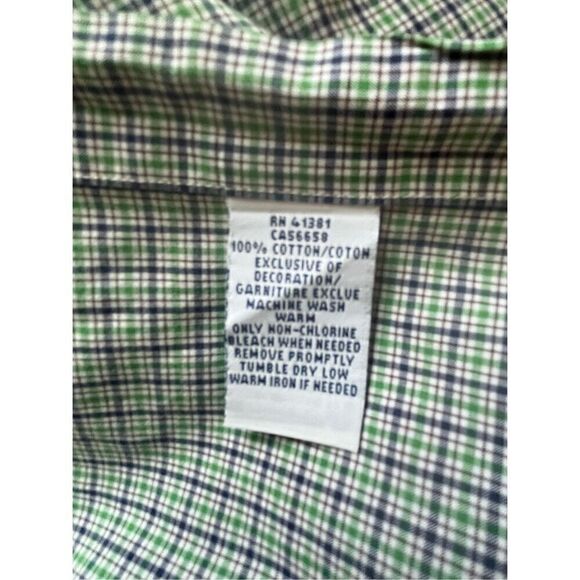 RN 41381
CA56658
100% COTTON/COTON
EXCLUSIVE OF
DECORATION/
GARNITURE EXCLUE
MACHINE WASH
WARM
ONLY NON-CHLORINE
BLEACH WHEN NEEDED
REMOVE PROMPTLY
TUMBLE DRY LOW
WARM IRON IF NEEDED